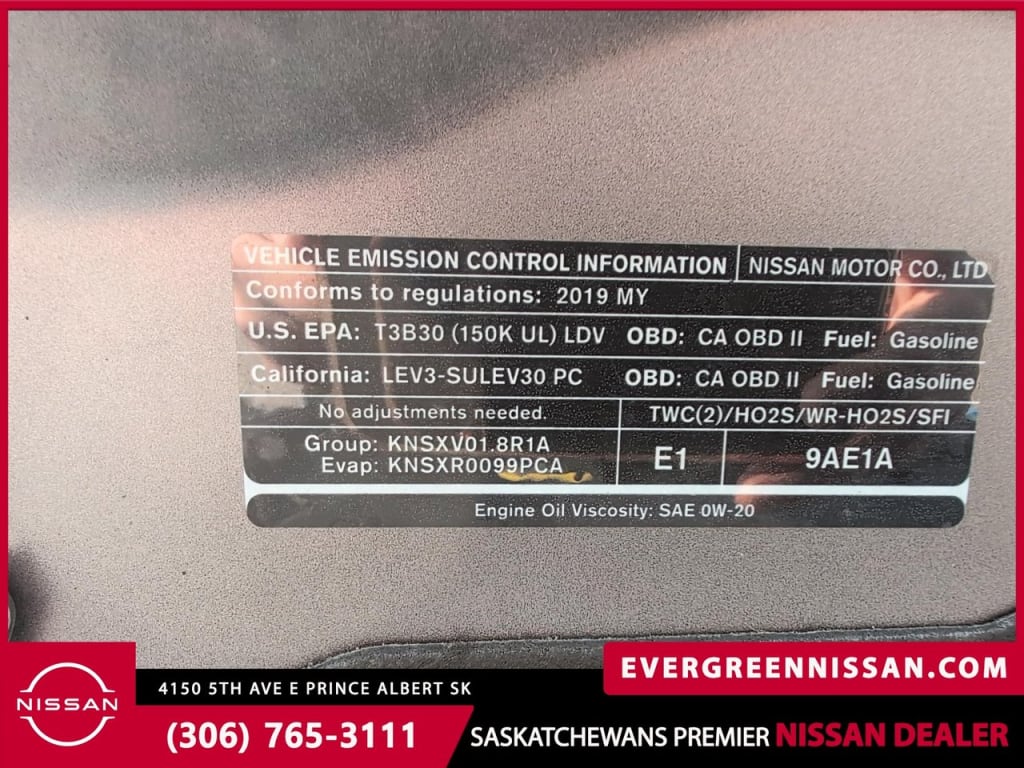 VEHICLE EMISSION CONTROL INFORMATION NISSAN MOTOR CO., LTD
Conforms to regulations: 2019 MY
U.S. EPA: T3B30 (150K UL) LDV OBD: CA OBD II Fuel: Gasoline
California: LEV3-SULEV30 PC OBD: CA OBD II Fuel: Gasoline
No adjustments needed. TWC(2)/HO2S/WR-HO2S/SFI
Group: KNSXV01.8R1A
Evap: KNSXR0099PCA
E1 9AE1A
Engine Oil Viscosity: SAE 0W-20
EVERGREENNISSAN.COM
NISSAN
4150 5TH AVE E PRINCE ALBERT SK
(306) 765-3111
SASKATCHEWANS PREMIER NISSAN DEALER